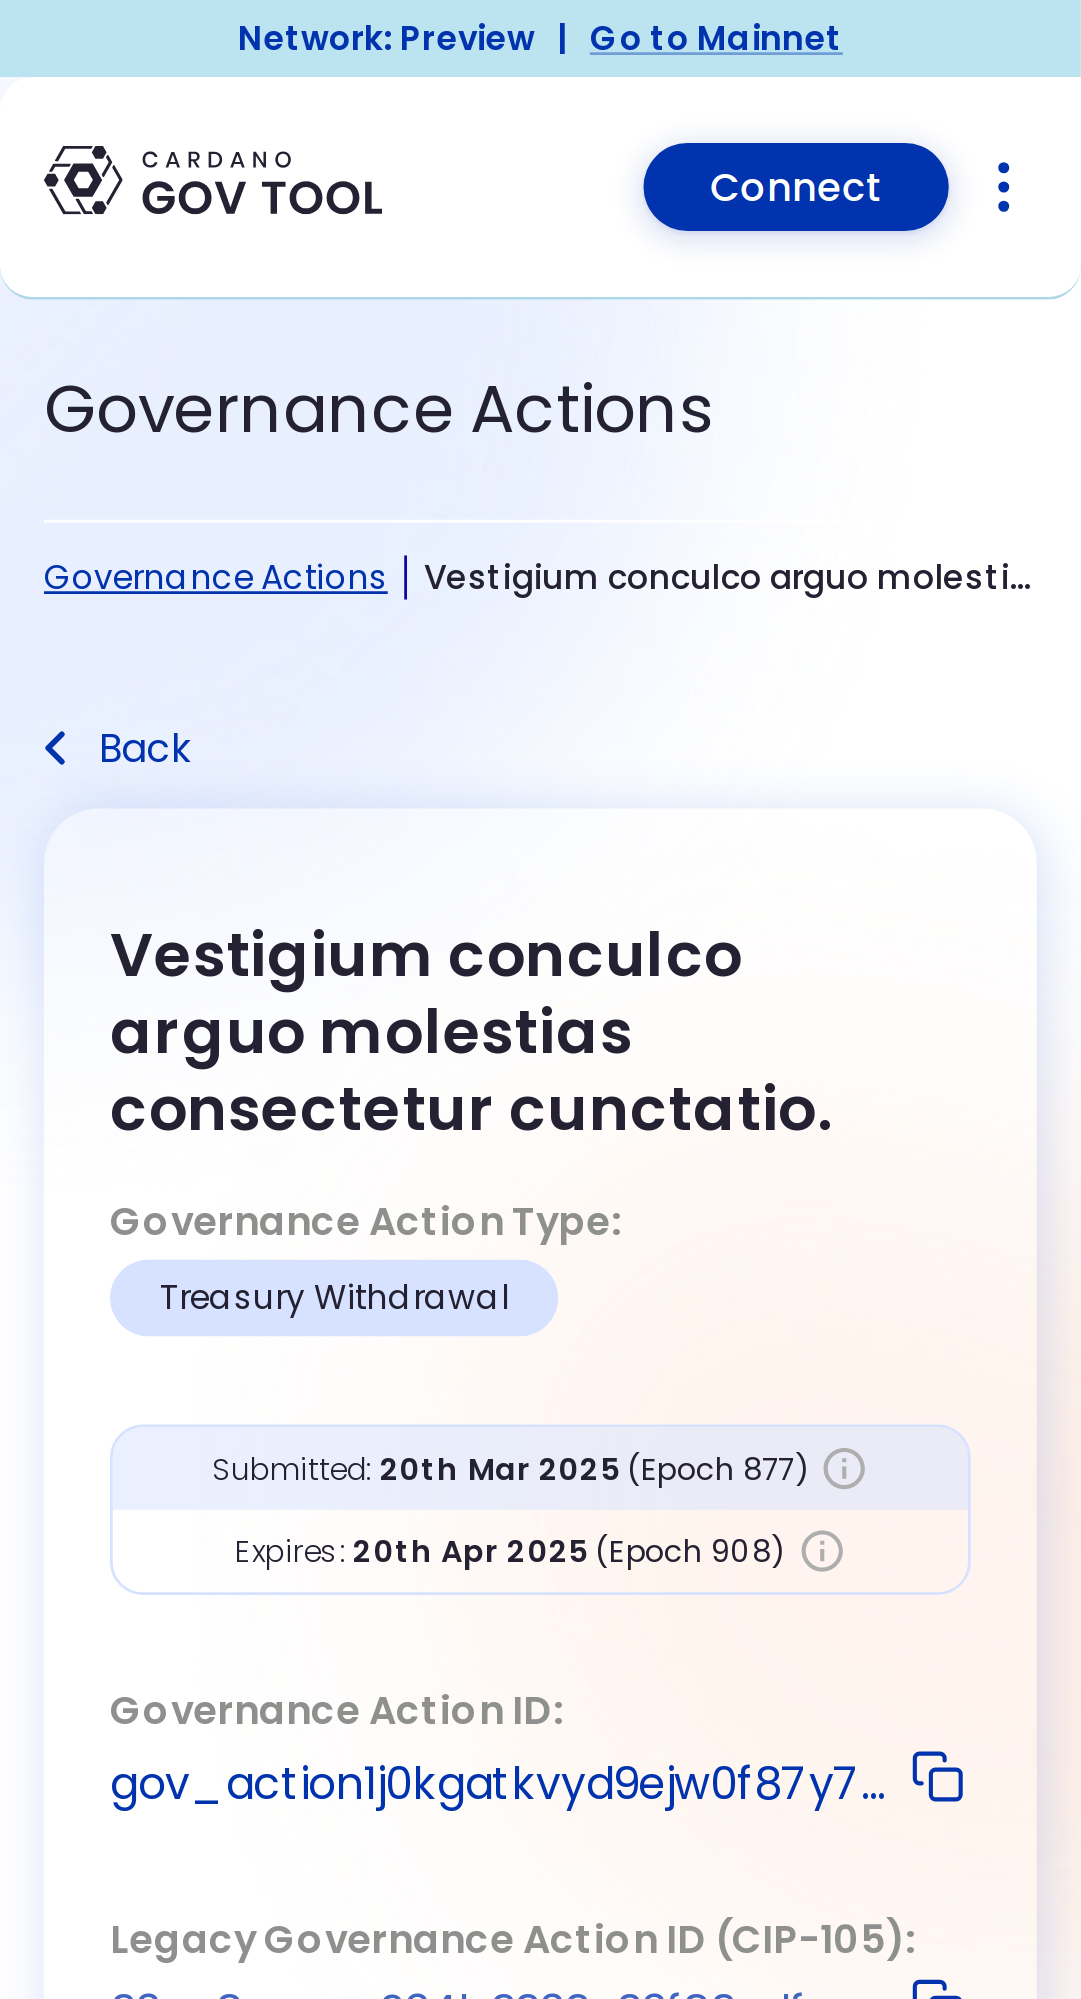 Network: Preview | Go to Mainnet
CARDANO
GOV TOOL
Connect
Governance Actions
Governance Actions | Vestigium conculco arguo molesti...
Back
Vestigium conculco
arguo molestias
consectetur cunctatio.
Governance Action Type:
Treasury Withdrawal
Submitted: 20th Mar 2025 (Epoch 877)
Expires: 20th Apr 2025 (Epoch 908)
Governance Action ID:
gov_action1j0kgatkvyd9ejw0f87y7...
Legacy Governance Action ID (CIP-105):